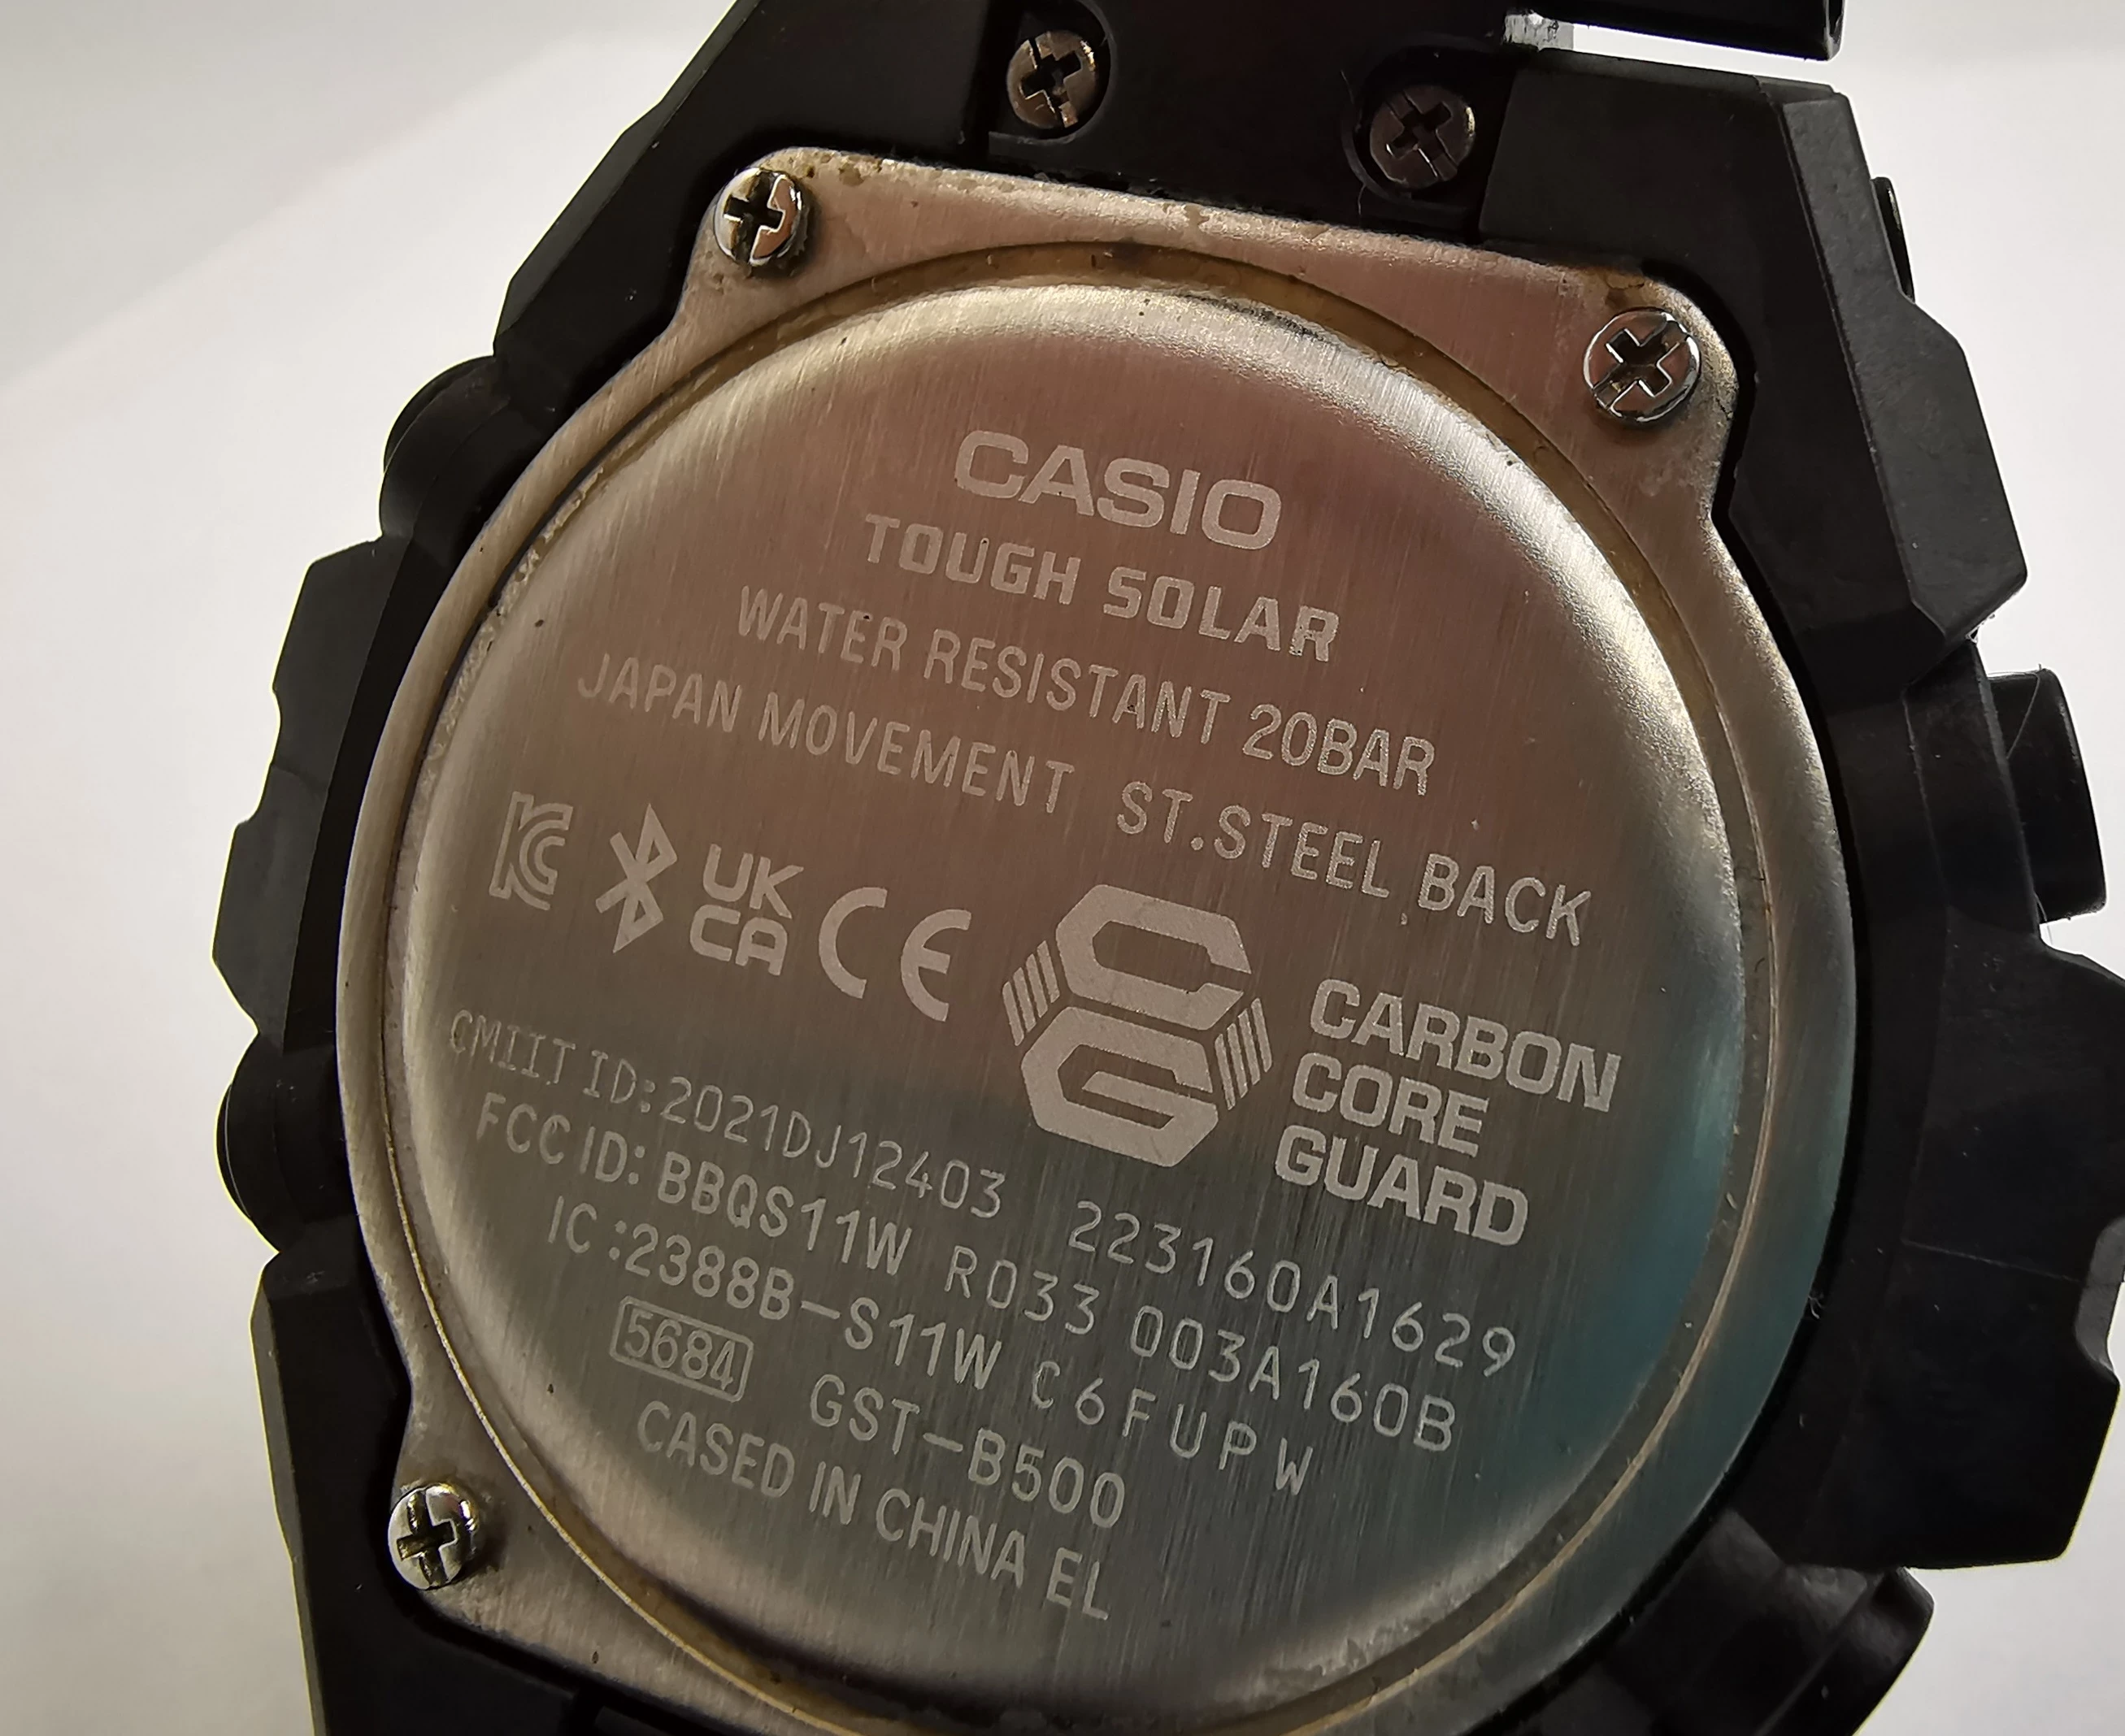 CASIO
TOUGH SOLAR
WATER RESISTANT 20BAR
JAPAN MOVEMENT ST.STEEL BACK
UK
CA CE
CARBON
CORE
GUARD
CMIIT ID:2021DJ12403 223160A1629
FCC ID: BBQS11W R033 003A160B
IC:2388B-S11W C6FUPW
5684 GST-B500
CASED IN CHINA EL